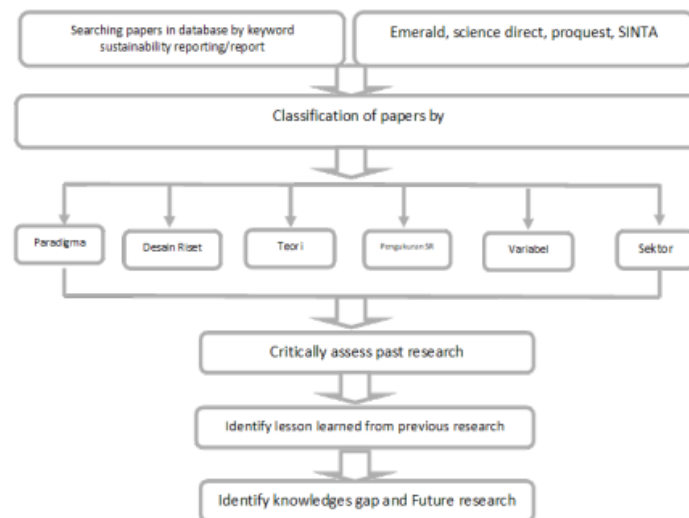 Searching papers in database by keyword
sustainability reporting/report
Emerald, science direct, proquest, SINTA
Classification of papers by
Paradigma
Desain Riset
Teori
Pengukuran SR
Variabel
Sektor
Critically assess past research
Identify lesson learned from previous research
Identify knowledges gap and Future research